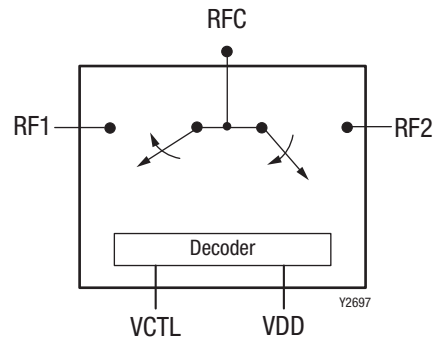 RFC
RF1
RF2
Decoder
Y2697
VCTL
VDD